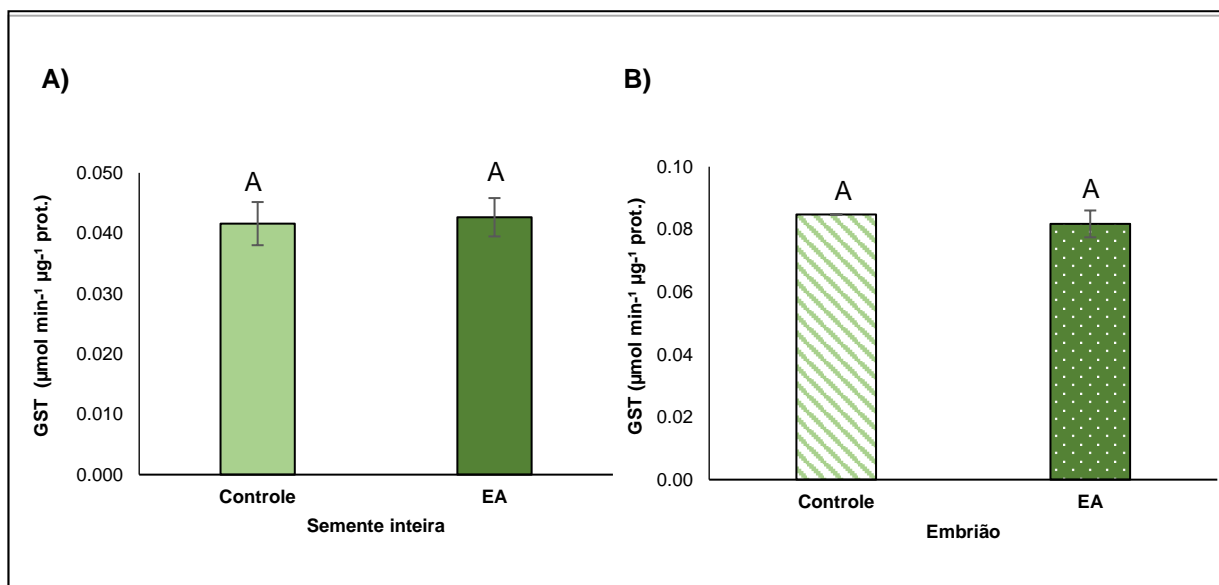 A)
GST (µmol min-¹ µg-¹ prot.)
0.050
0.040
0.030
0.020
0.010
0.000
A
A
Controle
EA
Semente inteira
B)
GST (µmol min-¹ µg-¹ prot.)
0.10
0.08
0.06
0.04
0.02
0.00
A
A
Controle
EA
Embrião